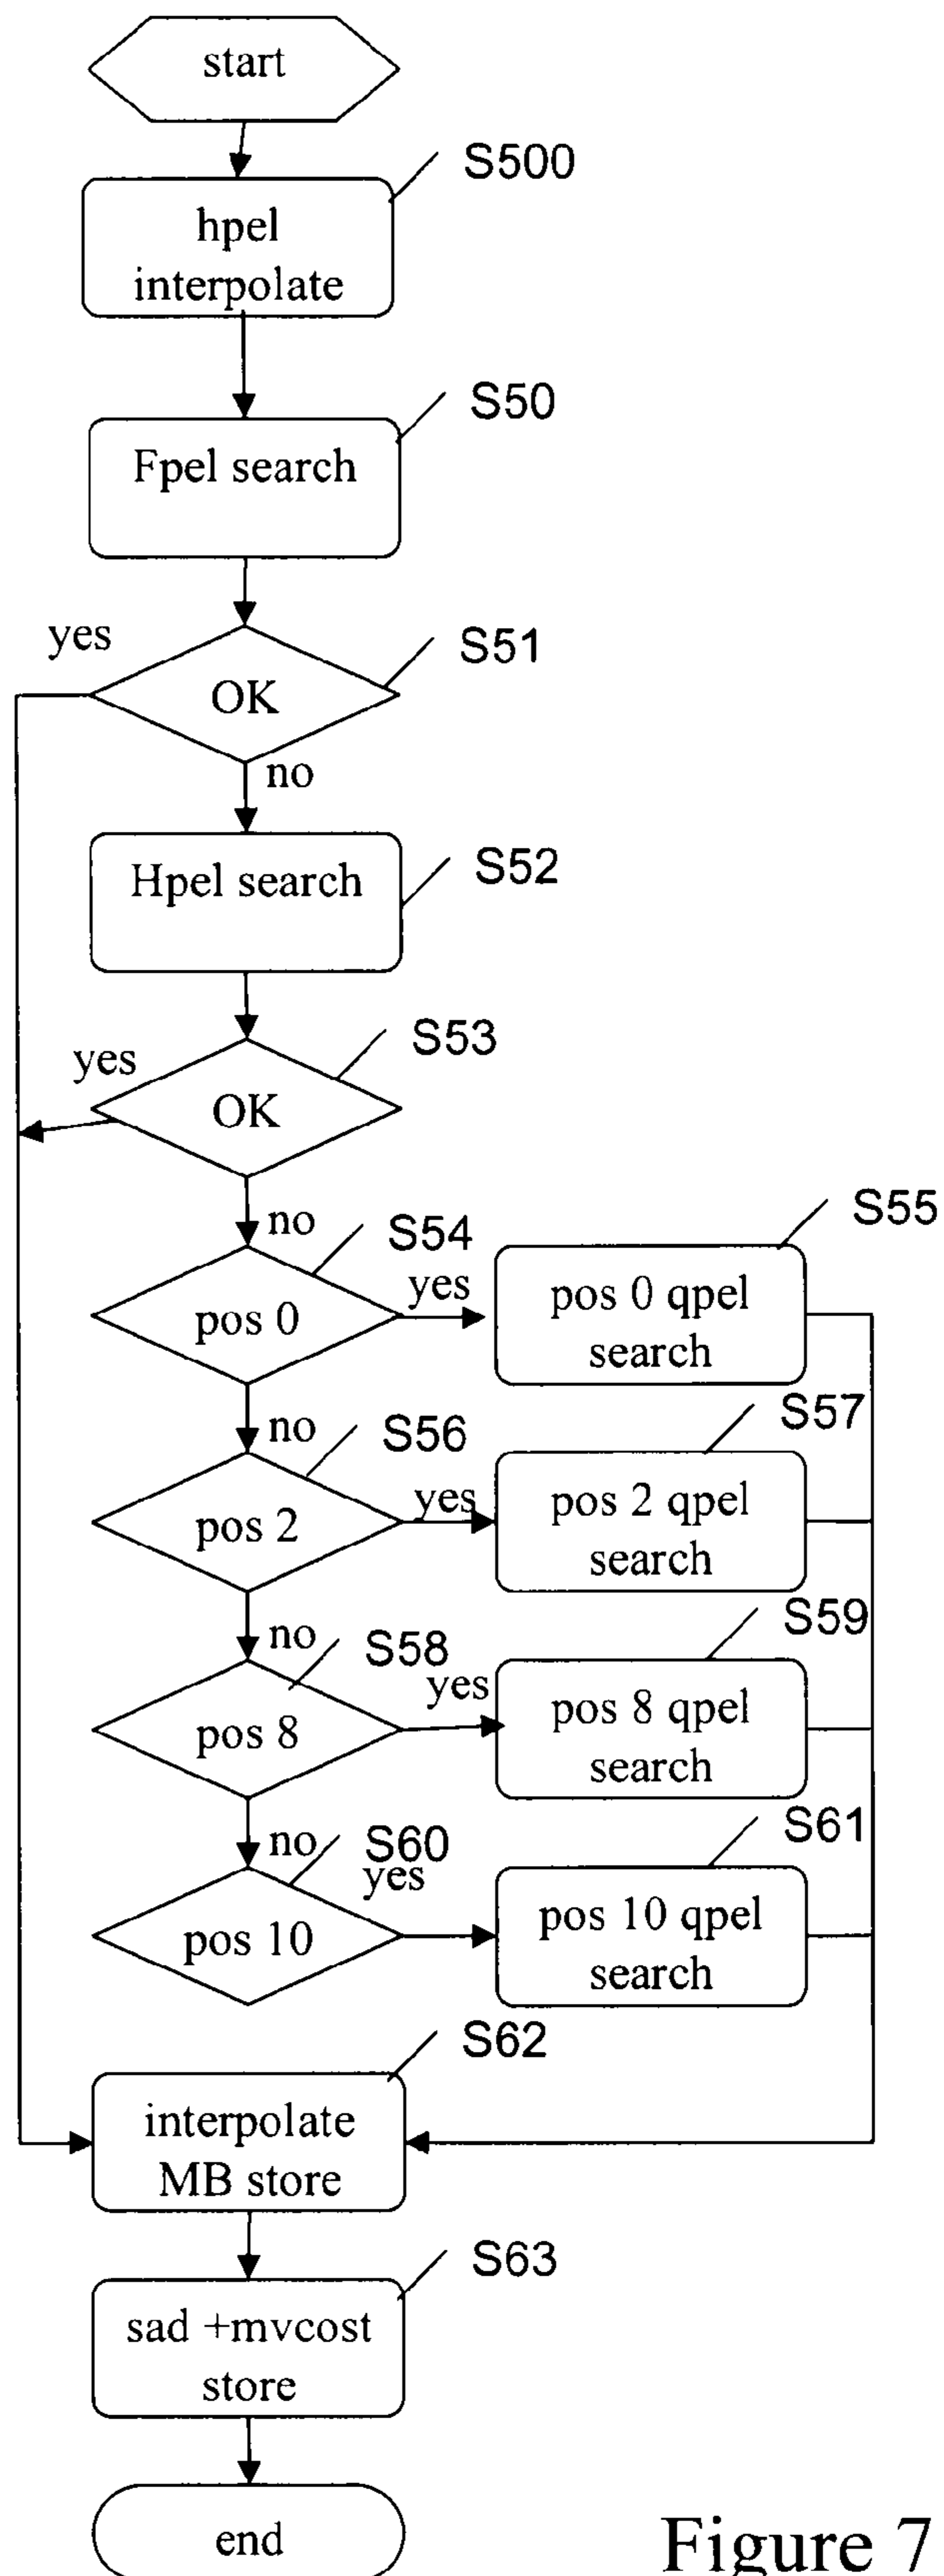 start
S500
hpel
interpolate
S50
Fpel search
yes
S51
OK
no
Hpel search
S52
S53
yes
OK
no
S54
S55
yes
pos 0
pos 0 qpel
search
no
S56
S57
yes
pos 2
pos 2 qpel
search
no
S58
S59
yes
pos 8
pos 8 qpel
search
no
S60
S61
yes
pos 10
pos 10 qpel
search
S62
interpolate
MB store
S63
sad +mvcost
store
end
Figure 7